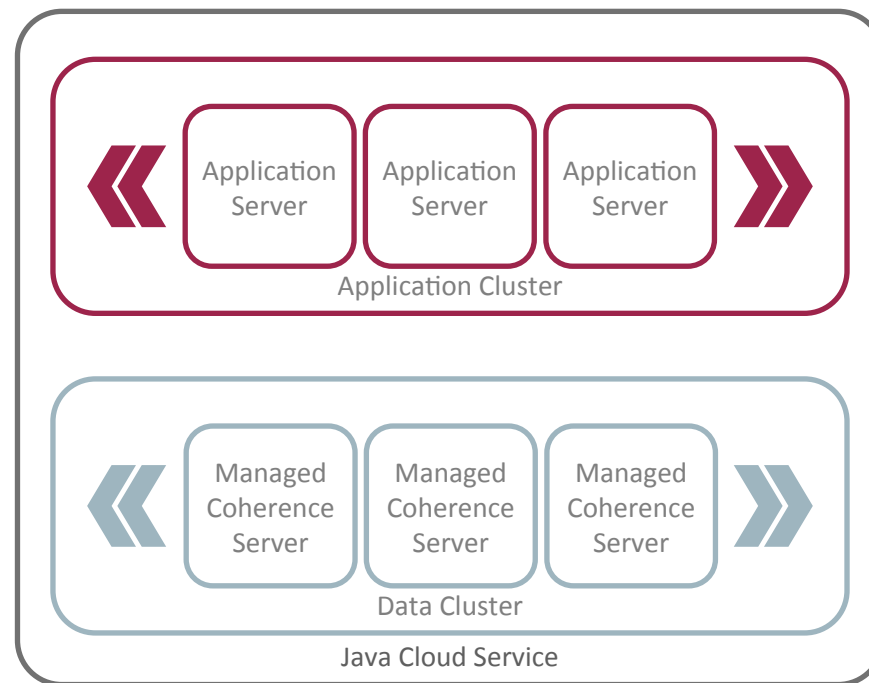 Application Application Application
Server Server Server
Application Cluster
Managed Managed Managed
Coherence Coherence Coherence
Server Server Server
Data Cluster
Java Cloud Service